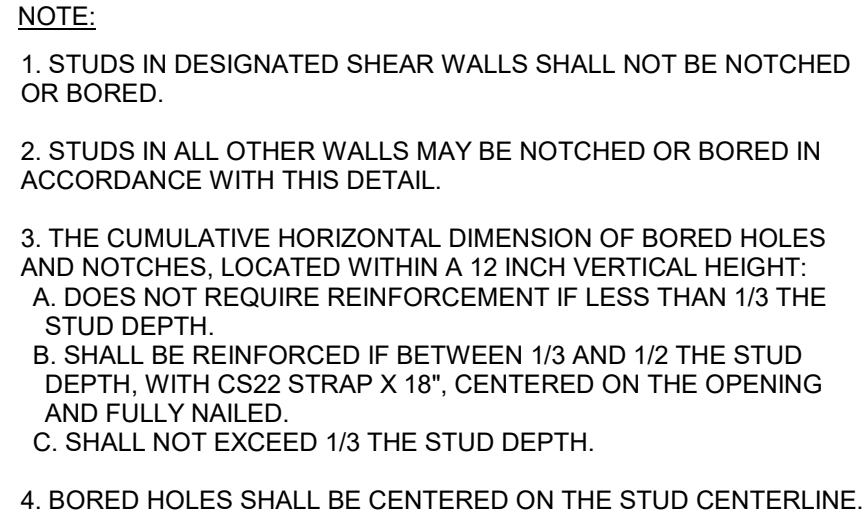 NOTE:
1. STUDS IN DESIGNATED SHEAR WALLS SHALL NOT BE NOTCHED
OR BORED.
2. STUDS IN ALL OTHER WALLS MAY BE NOTCHED OR BORED IN
ACCORDANCE WITH THIS DETAIL.
3. THE CUMULATIVE HORIZONTAL DIMENSION OF BORED HOLES
AND NOTCHES, LOCATED WITHIN A 12 INCH VERTICAL HEIGHT:
A. DOES NOT REQUIRE REINFORCEMENT IF LESS THAN 1/3 THE
STUD DEPTH.
B. SHALL BE REINFORCED IF BETWEEN 1/3 AND 1/2 THE STUD
DEPTH, WITH CS22 STRAP X 18", CENTERED ON THE OPENING
AND FULLY NAILED.
C. SHALL NOT EXCEED 1/3 THE STUD DEPTH.
4. BORED HOLES SHALL BE CENTERED ON THE STUD CENTERLINE.